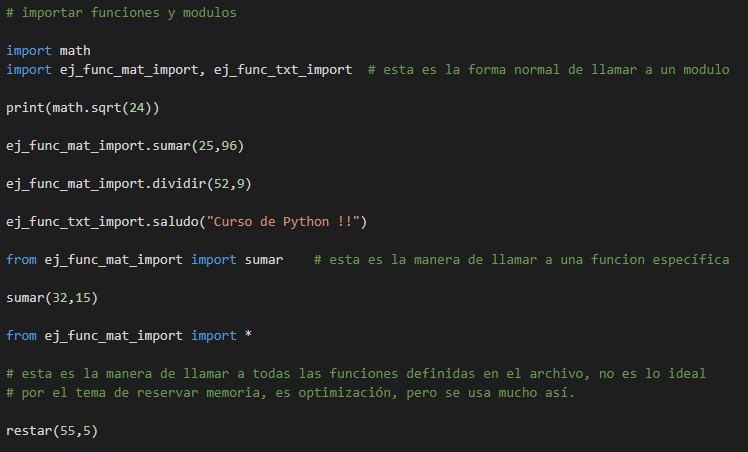 # importar funciones y modulos
import math
import ej_func_mat_import, ej_func_txt_import  # esta es la forma normal de llamar a un modulo
print(math.sqrt(24))
ej_func_mat_import.sumar(25,96)
ej_func_mat_import.dividir(52,9)
ej_func_txt_import.saludo("Curso de Python !!")
from ej_func_mat_import import sumar    # esta es la manera de llamar a una funcion específica
sumar(32,15)
from ej_func_mat_import import *
# esta es la manera de llamar a todas las funciones definidas en el archivo, no es lo ideal
# por el tema de reservar memoria, es optimización, pero se usa mucho así.
restar(55,5)